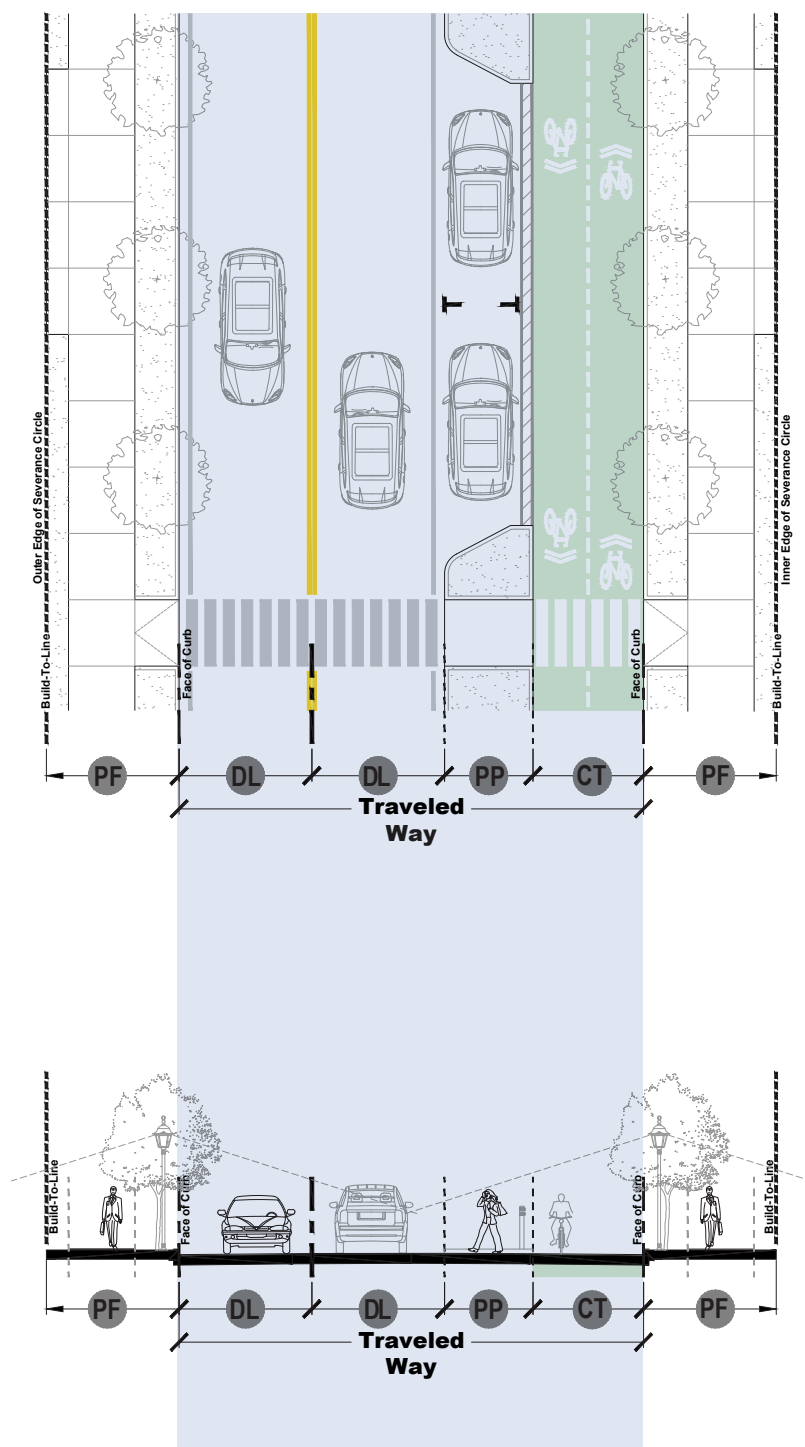 Outer Edge of Severance Circle
Inner Edge of Severance Circle
Build-To-Line
Face of Curb
Face of Curb
Build-To-Line
PF
DL
DL
PP
CT
PF
Traveled
Way
Build-To-Line
Face of Curb
Face of Curb
Build-To-Line
PF
DL
DL
PP
CT
PF
Traveled
Way